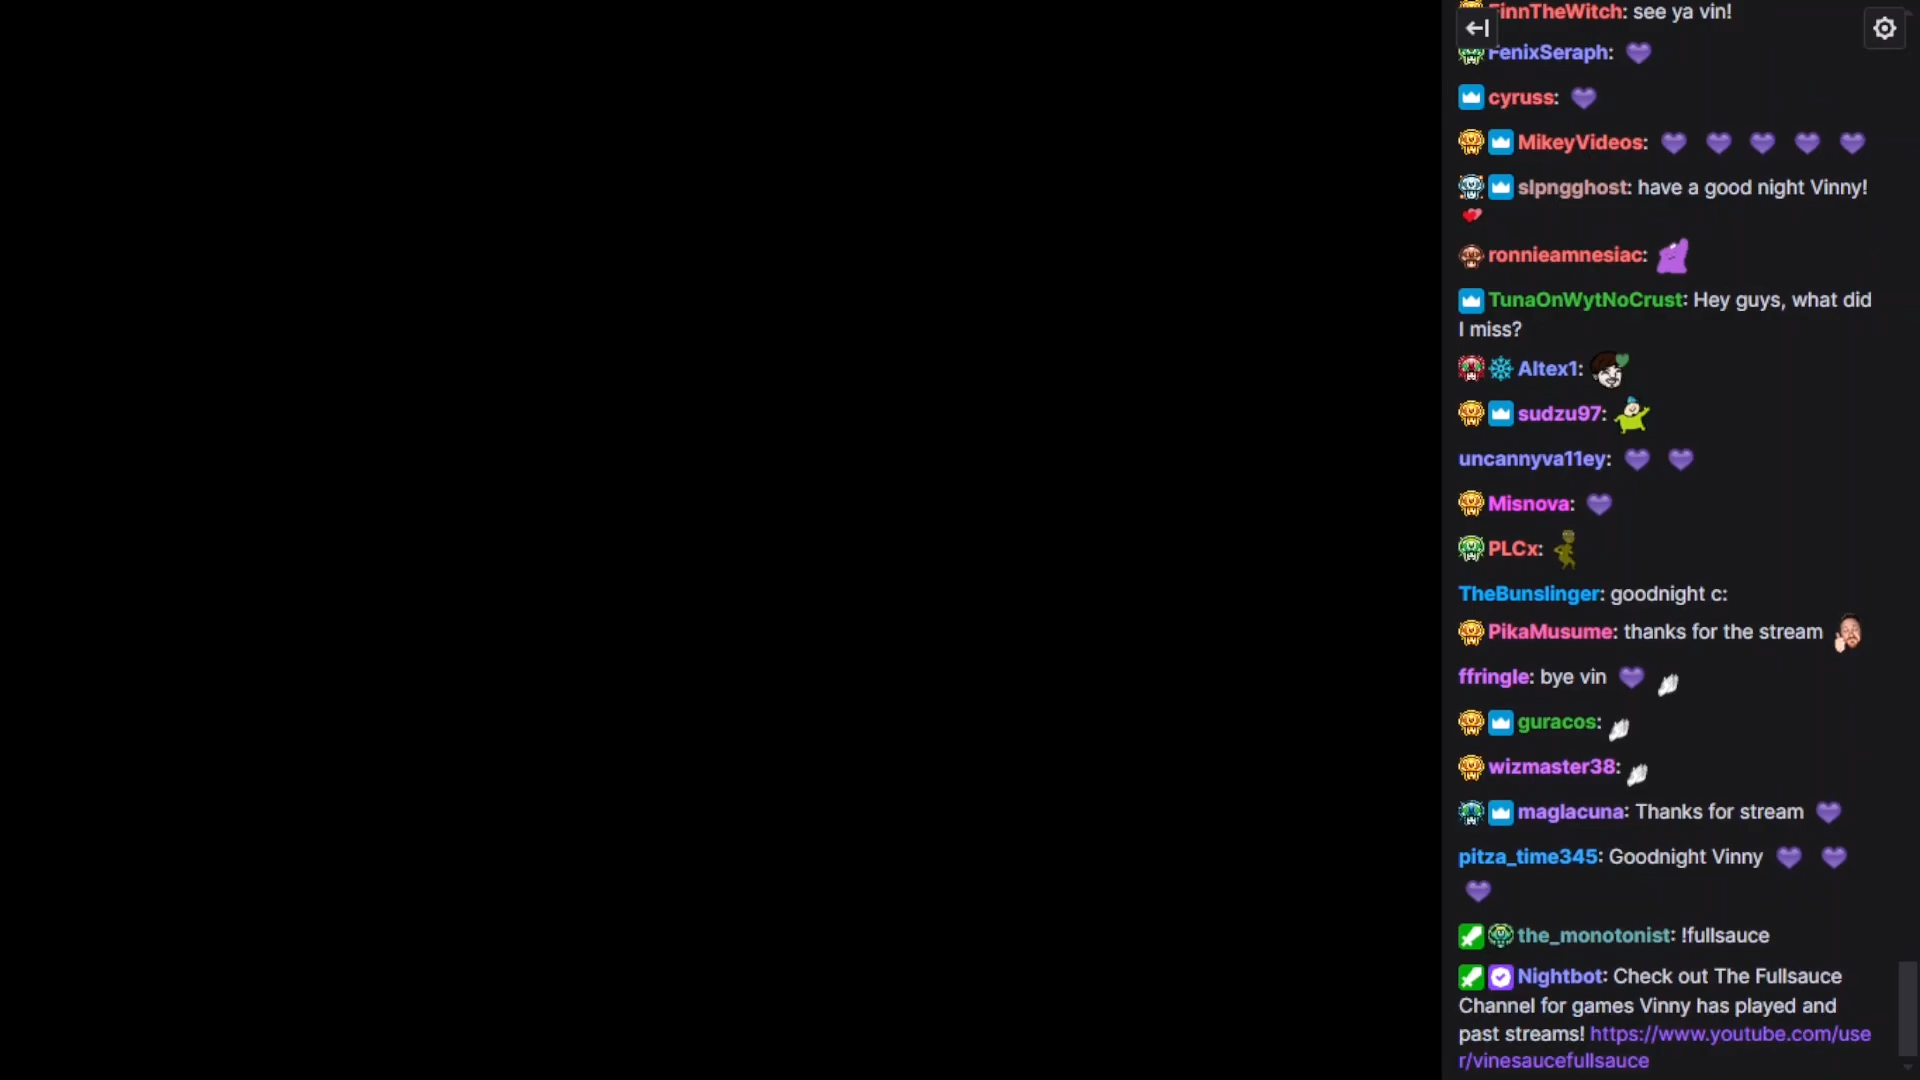 FinnTheWitch: see ya vin!
FenixSeraph:
cyruss:
MikeyVideos:
slpngghost: have a good night Vinny!
ronnieamnesiac:
TunaOnWytNoCrust: Hey guys, what did
I miss?
Altex1:
sudzu97:
uncannyva11ey:
Misnova:
PLCx:
TheBunslinger: goodnight c:
PikaMusume: thanks for the stream
ffringle: bye vin
guracos:
wizmaster38:
maglacuna: Thanks for stream
pitza_time345: Goodnight Vinny
the_monotonist: !fullsauce
Nightbot: Check out The Fullsauce
Channel for games Vinny has played and
past streams! https://www.youtube.com/use
r/vinesaucefullsauce